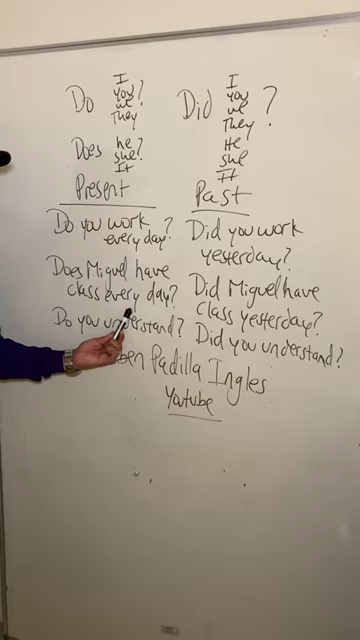 Do I you we They ?
Does he she It ?
Present
Do you work
every day?
Does Miguel have
class every day?
Do you understand?
Did I you we They He She It ?
Past
Did you work
yesterday?
Did Miguel have
class yesterday?
Did you understand?
Padilla Ingles
Youtube